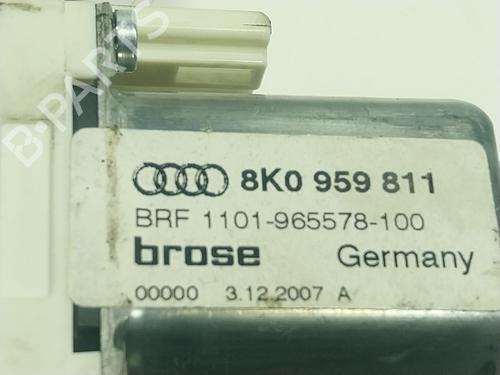 B-PARTS
8K0 959 811
BRF 1101-965578-100
brose Germany
00000 3.12.2007 A